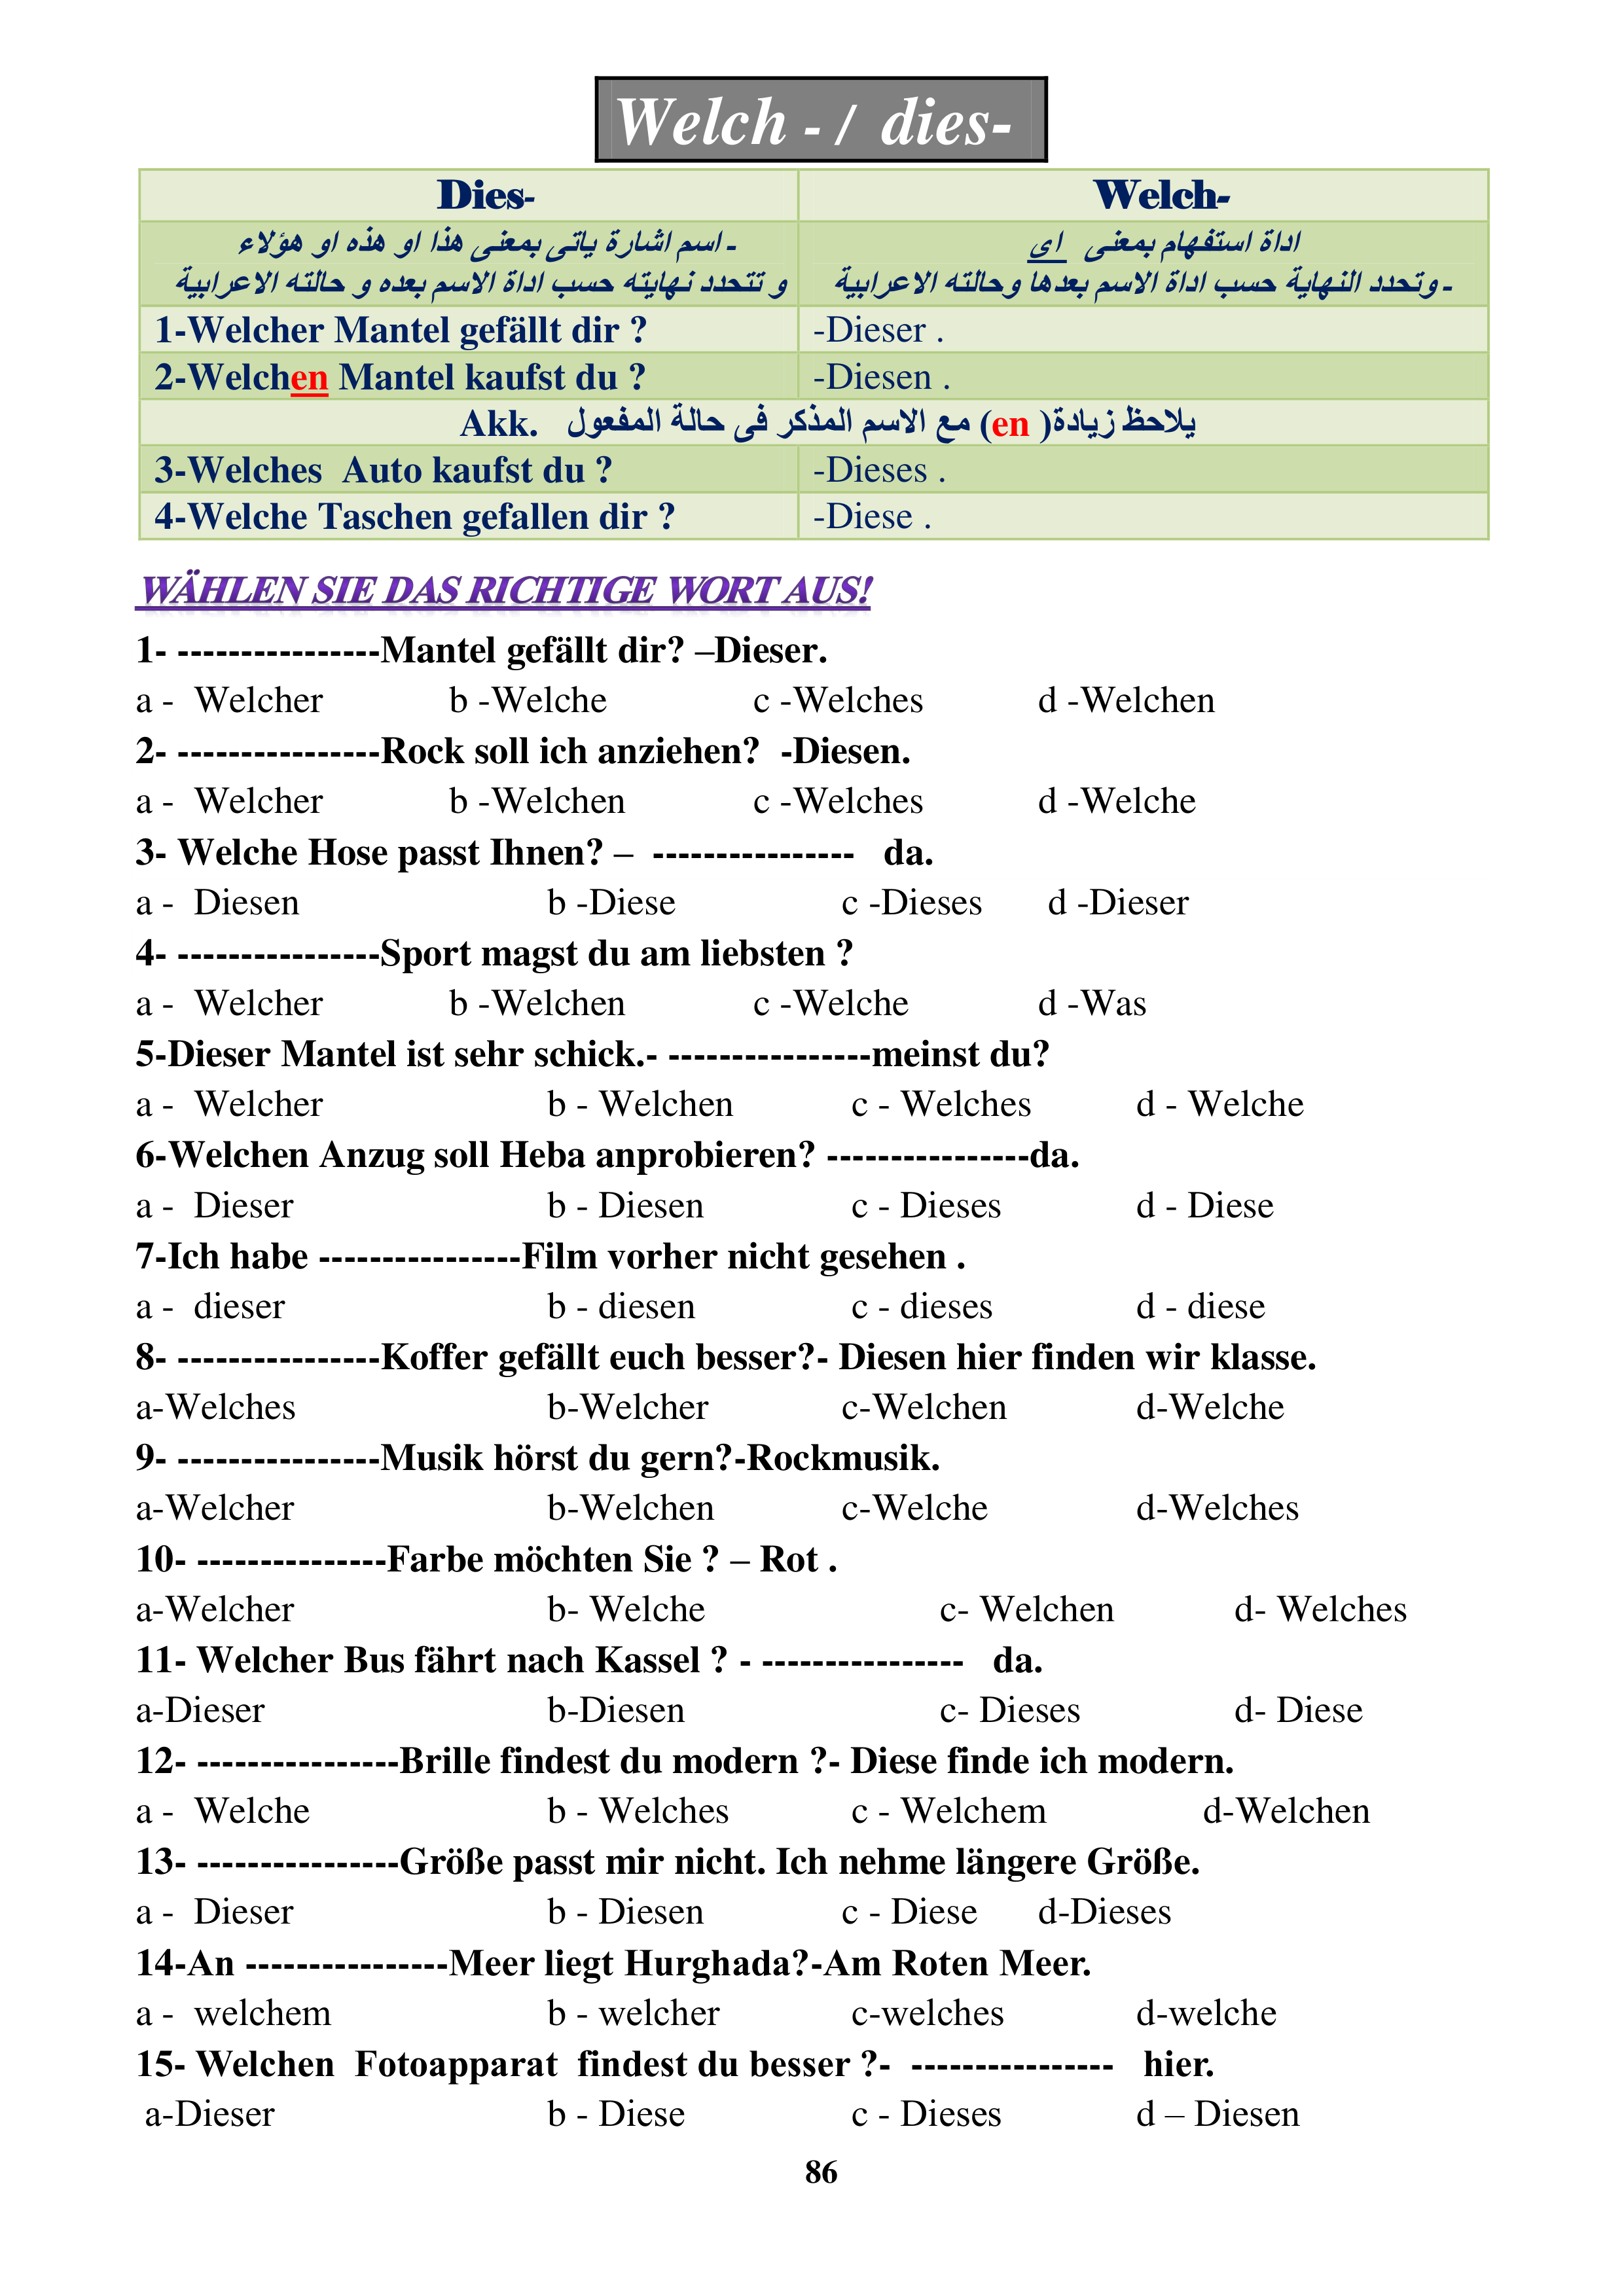 Welch - / dies-
Dies-
Welch-
- اسم اشارة ياتى بمعنى هذا او هذه او هؤلاء
و تتحدد نهايته حسب اداة الاسم بعده و حالته الاعرابية
اداة استفهام بمعنى اى
- وتحدد النهاية حسب اداة الاسم بعدها وحالته الاعرابية
1-Welcher Mantel gefällt dir ?
-Dieser .
2-Welchen Mantel kaufst du ?
-Diesen .
يلاحظ زيادة( en) مع الاسم المذكر فى حالة المفعول Akk.
3-Welches Auto kaufst du ?
-Dieses .
4-Welche Taschen gefallen dir ?
-Diese .
WÄHLEN SIE DAS RICHTIGE WORT AUS!
1- ----------------Mantel gefällt dir? –Dieser.
a - Welcher b -Welche c -Welches d -Welchen
2- ----------------Rock soll ich anziehen? -Diesen.
a - Welcher b -Welchen c -Welches d -Welche
3- Welche Hose passt Ihnen? – ---------------- da.
a - Diesen b -Diese c -Dieses d -Dieser
4- ----------------Sport magst du am liebsten ?
a - Welcher b -Welchen c -Welche d -Was
5-Dieser Mantel ist sehr schick.- ----------------meinst du?
a - Welcher b - Welchen c - Welches d - Welche
6-Welchen Anzug soll Heba anprobieren? ----------------da.
a - Dieser b - Diesen c - Dieses d - Diese
7-Ich habe ----------------Film vorher nicht gesehen .
a - dieser b - diesen c - dieses d - diese
8- ----------------Koffer gefällt euch besser?- Diesen hier finden wir klasse.
a-Welches b-Welcher c-Welchen d-Welche
9- ----------------Musik hörst du gern?-Rockmusik.
a-Welcher b-Welchen c-Welche d-Welches
10- ---------------Farbe möchten Sie ? – Rot .
a-Welcher b- Welche c- Welchen d- Welches
11- Welcher Bus fährt nach Kassel ? - ---------------- da.
a-Dieser b-Diesen c- Dieses d- Diese
12- ----------------Brille findest du modern ?- Diese finde ich modern.
a - Welche b - Welches c - Welchem d-Welchen
13- ----------------Größe passt mir nicht. Ich nehme längere Größe.
a - Dieser b - Diesen c - Diese d-Dieses
14-An ----------------Meer liegt Hurghada?-Am Roten Meer.
a - welchem b - welcher c-welches d-welche
15- Welchen Fotoapparat findest du besser ?- ---------------- hier.
a-Dieser b - Diese c - Dieses d – Diesen
86